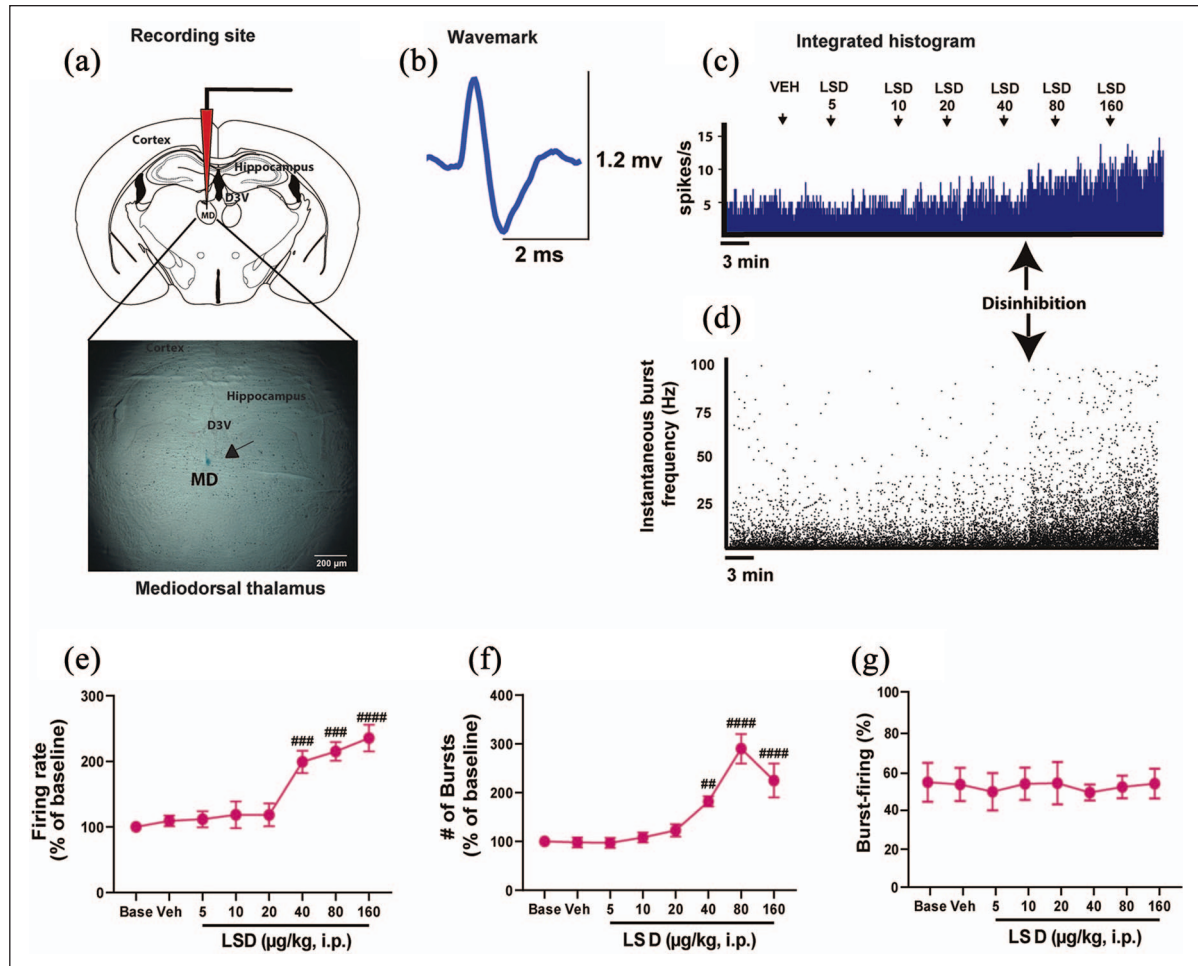 Recording site
(a)
Cortex
Hippocampus
D3V
MD
Cortex
Hippocampus
D3V
MD
200 µm
Mediodorsal thalamus
Wavemark
(b)
1.2 mv
2 ms
Integrated histogram
(c)
VEH LSD LSD LSD LSD LSD LSD
5 10 20 40 80 160
spikes/s
15
10
5
3 min
Disinhibition
(d)
Instantaneous burst
frequency (Hz)
100
75
50
25
3 min
(e)
Firing rate
(% of baseline)
300
200
100
0
### ### ####
Base Veh 5 10 20 40 80 160
LSD (µg/kg, i.p.)
(f)
# of Bursts
(% of baseline)
400
300
200
100
0
## #### ####
Base Veh 5 10 20 40 80 160
LSD (µg/kg, i.p.)
(g)
Burst-firing (%)
100
80
60
40
20
0
Base Veh 5 10 20 40 80 160
LSD (µg/kg, i.p.)